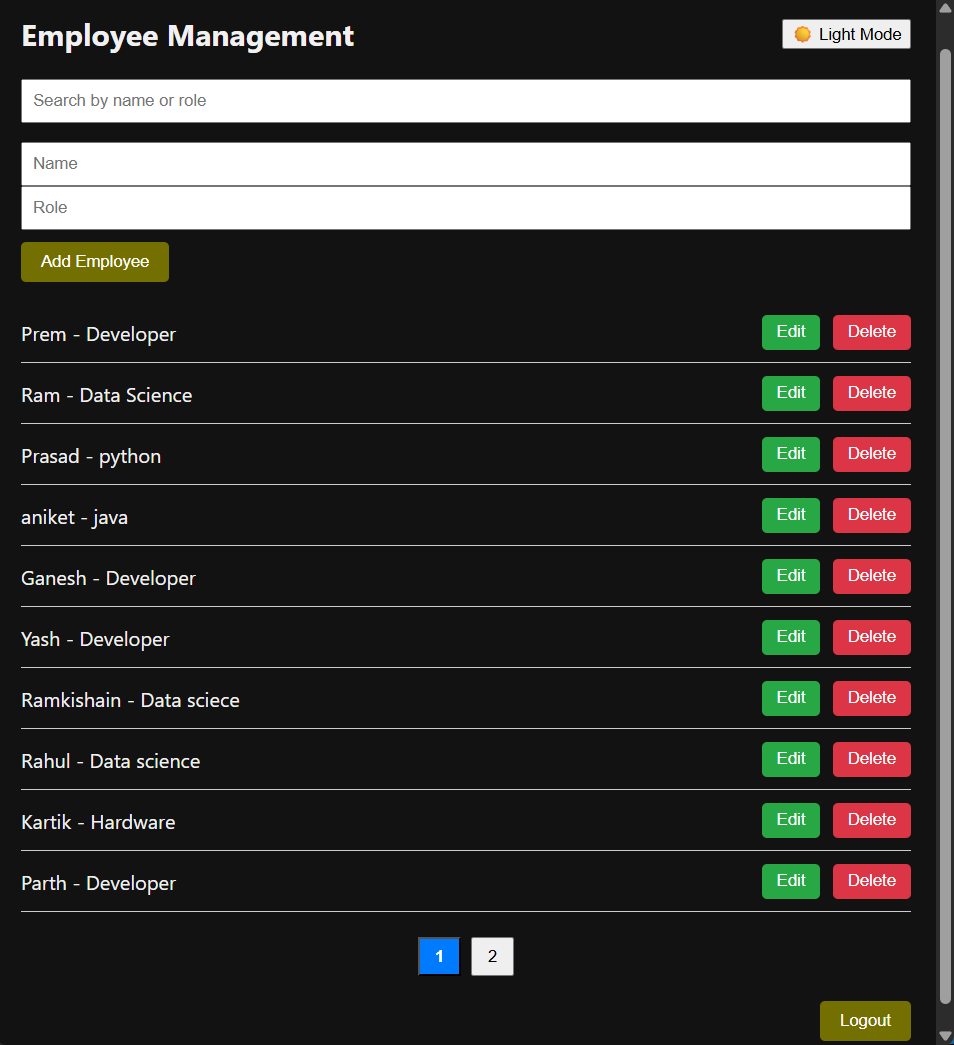 Employee Management
Light Mode
Search by name or role
Name
Role
Add Employee
Prem - Developer Edit Delete
Ram - Data Science Edit Delete
Prasad - python Edit Delete
aniket - java Edit Delete
Ganesh - Developer Edit Delete
Yash - Developer Edit Delete
Ramkishain - Data sciece Edit Delete
Rahul - Data science Edit Delete
Kartik - Hardware Edit Delete
Parth - Developer Edit Delete
1 2
Logout